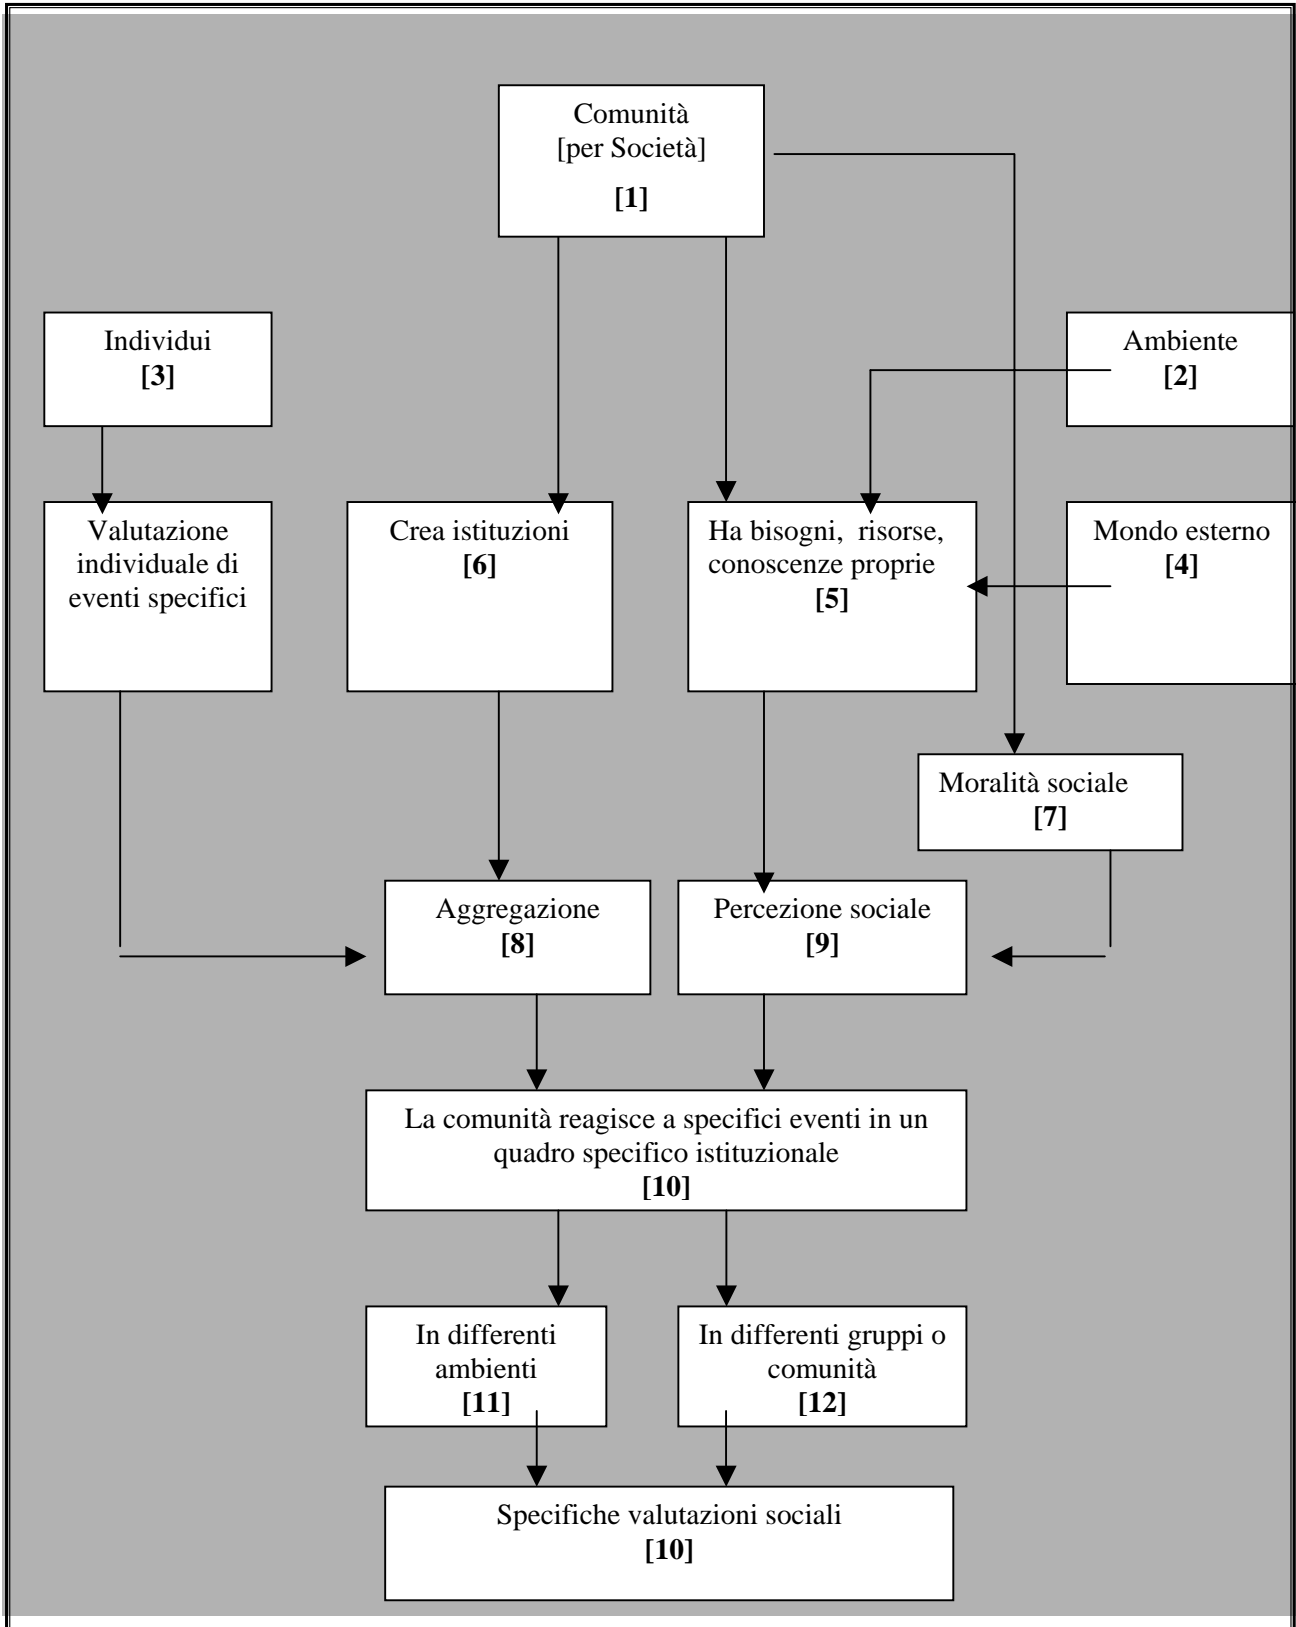 Comunità
[per Società]
[1]
Individui
[3]
Ambiente
[2]
Valutazione
individuale di
eventi specifici
Crea istituzioni
[6]
Ha bisogni, risorse,
conoscenze proprie
[5]
Mondo esterno
[4]
Moralità sociale
[7]
Aggregazione
[8]
Percezione sociale
[9]
La comunità reagisce a specifici eventi in un
quadro specifico istituzionale
[10]
In differenti
ambienti
[11]
In differenti gruppi o
comunità
[12]
Specifiche valutazioni sociali
[10]